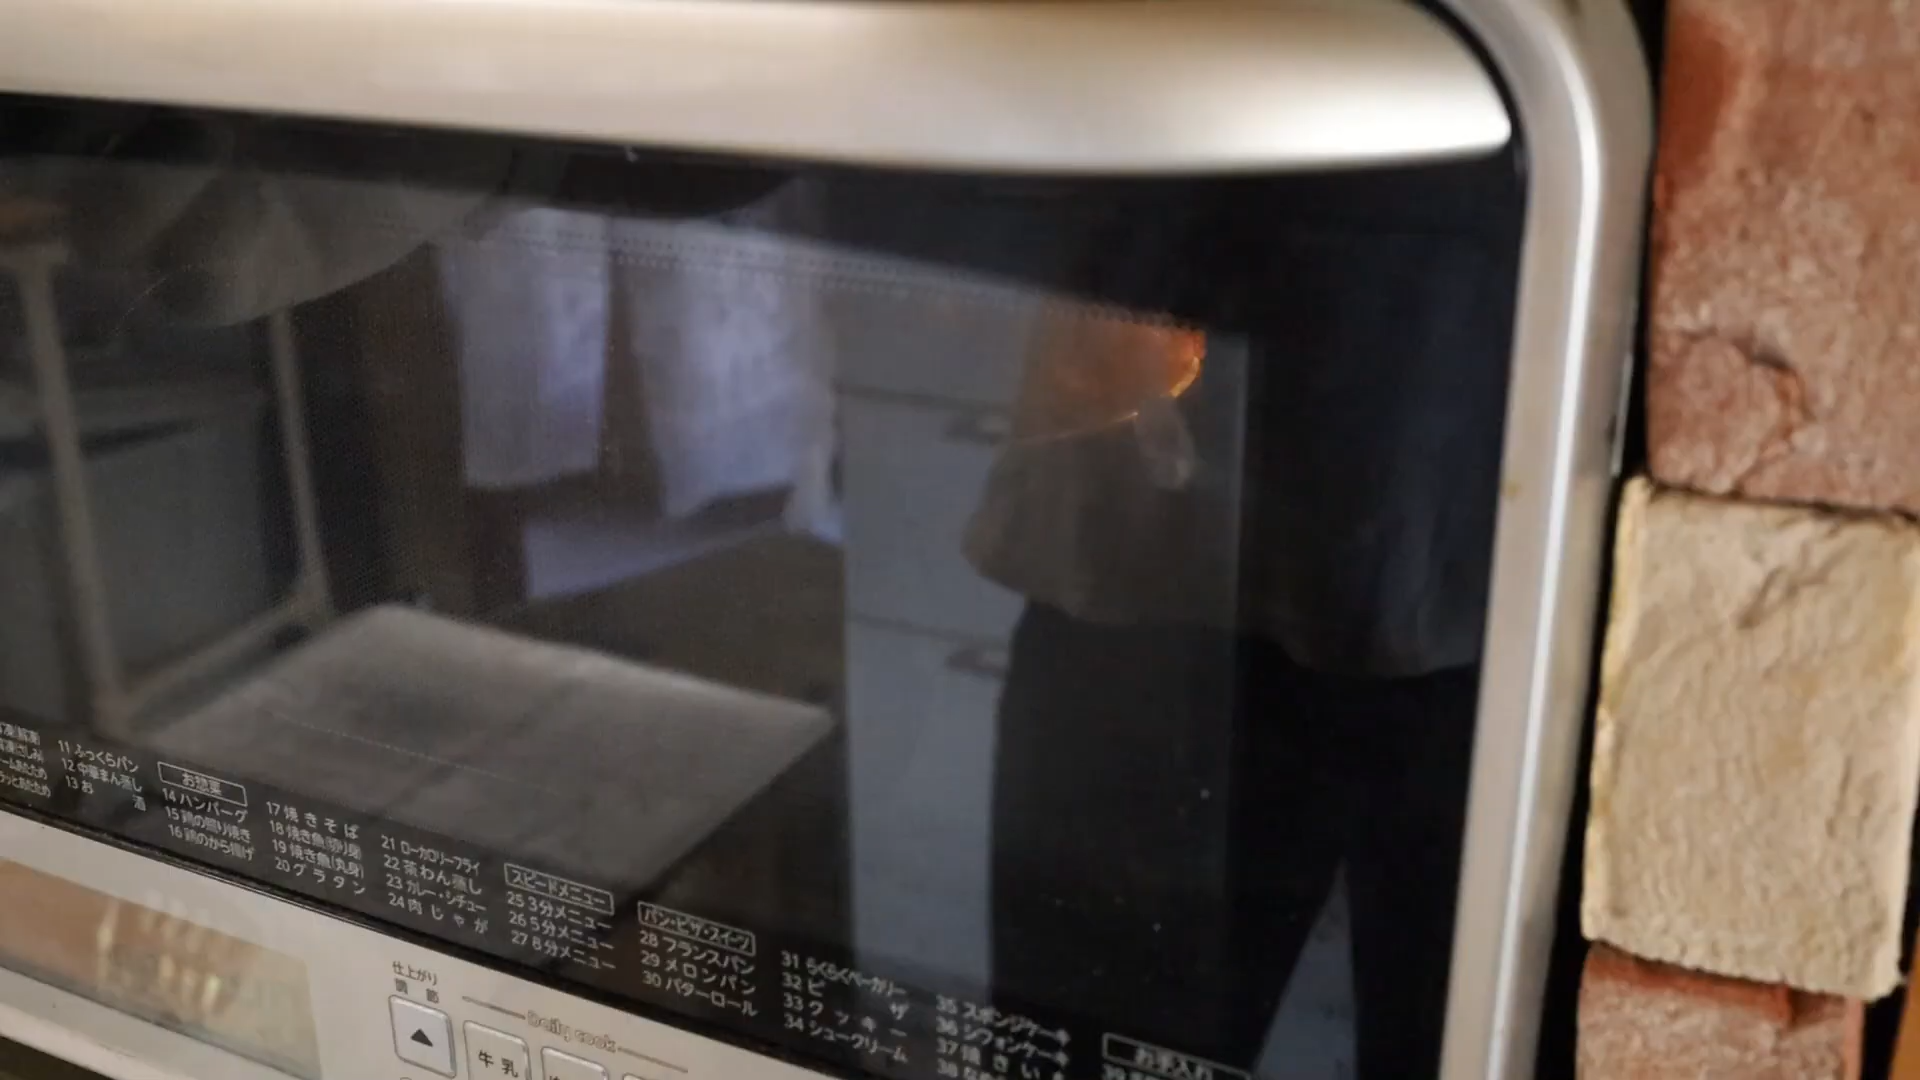 11 ふっくらパン
12 中華まん蒸し
13 お酒
お惣菜
14 ハンバーグ
15 鶏の照り焼き
16 鶏のから揚げ
17 焼きそば
18 焼き魚(切り身)
19 焼き魚(丸身)
20 グラタン
21 ローカロリーフライ
22 茶わん蒸し
23 カレー・シチュー
24 肉じゃが
スピードメニュー
25 3分メニュー
26 5分メニュー
27 8分メニュー
パン・ピザ・スイーツ
28 フランスパン
29 メロンパン
30 バターロール
31 らくらくベーカリー
32 ピザ
33 クッキー
34 シュークリーム
35 スポンジケーキ
36 シフォンケーキ
37 焼きいも
38
お手入れ
39
仕上がり
調節
Daily cook
牛乳